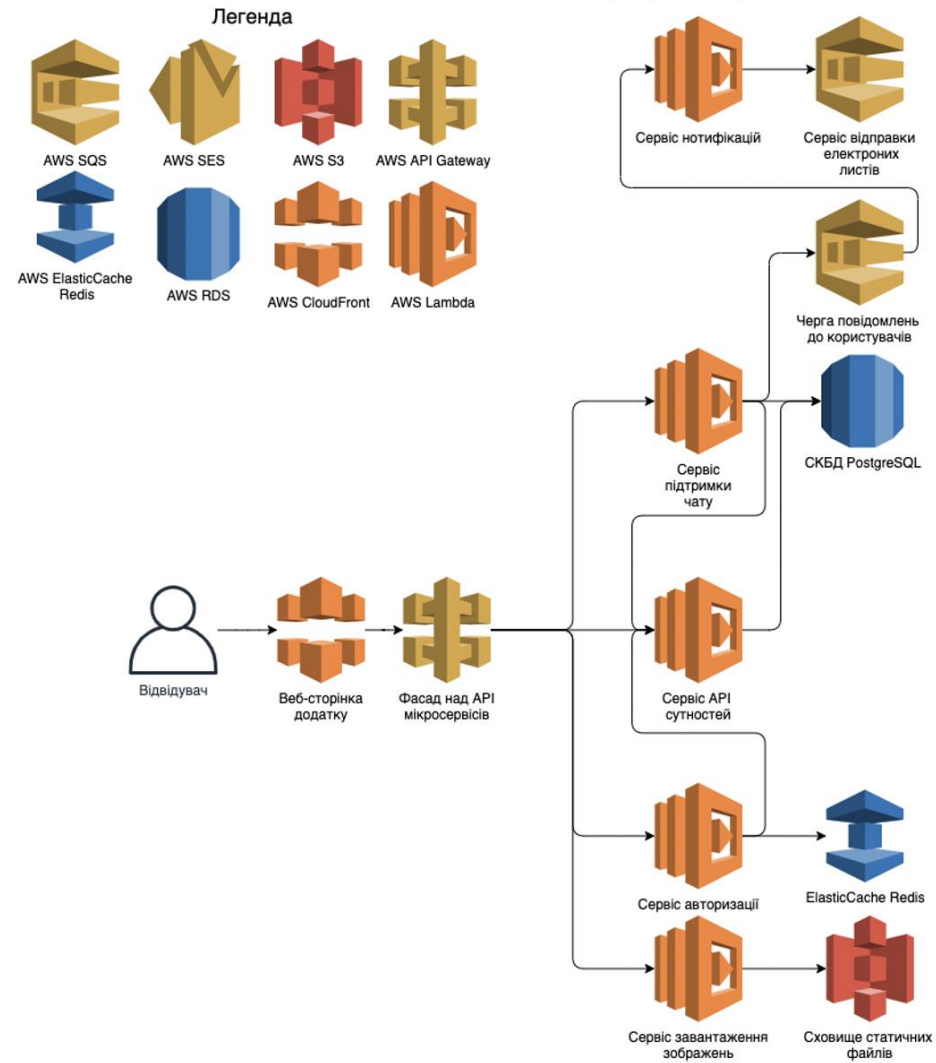 Легенда
AWS SQS
AWS SES
AWS S3
AWS API Gateway
AWS ElasticCache
Redis
AWS RDS
AWS CloudFront
AWS Lambda
Сервіс нотифікацій
Сервіс відправки
електроних
листів
Черга повідомлень
до користувачів
Сервіс
підтримки
чату
СКБД PostgreSQL
Відвідувач
Веб-сторінка
додатку
Фасад над API
мікросервісів
Сервіс API
сутностей
Сервіс авторизації
ElasticCache Redis
Сервіс завантаження
зображень
Сховище статичних
файлів